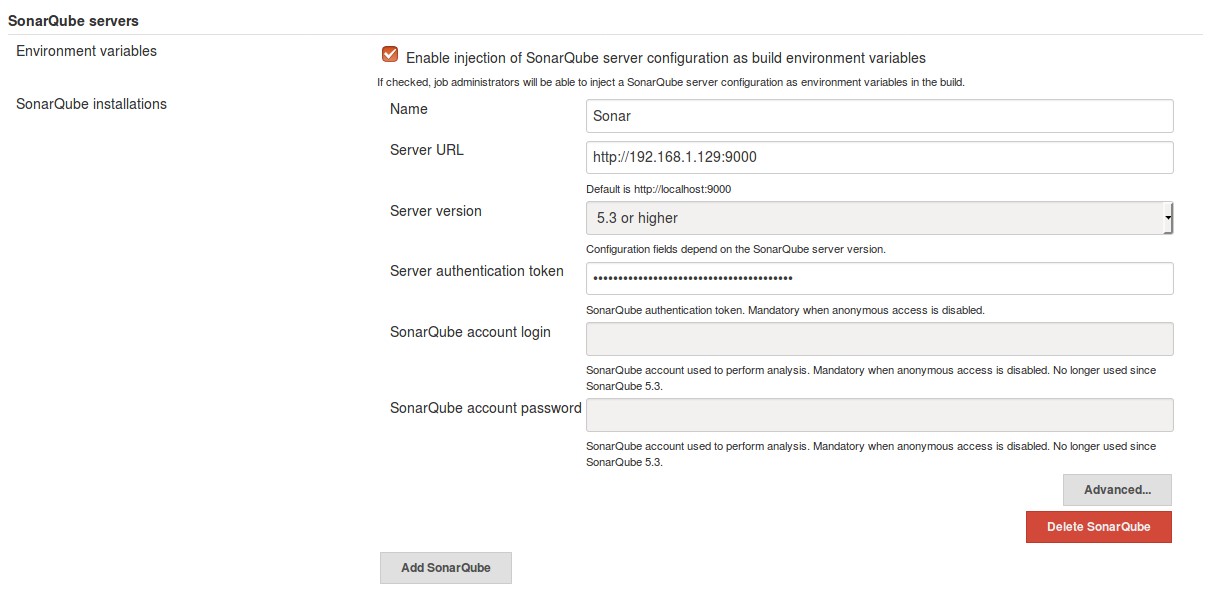 SonarQube servers
Environment variables
Enable injection of SonarQube server configuration as build environment variables
If checked, job administrators will be able to inject a SonarQube server configuration as environment variables in the build.
SonarQube installations
Name
Sonar
Server URL
http://192.168.1.129:9000
Default is http://localhost:9000
Server version
5.3 or higher
Configuration fields depend on the SonarQube server version.
Server authentication token
••••••••••••••••••••••••••••••••••••••••
SonarQube authentication token. Mandatory when anonymous access is disabled.
SonarQube account login
SonarQube account used to perform analysis. Mandatory when anonymous access is disabled. No longer used since
SonarQube 5.3.
SonarQube account password
SonarQube account used to perform analysis. Mandatory when anonymous access is disabled. No longer used since
SonarQube 5.3.
Advanced...
Delete SonarQube
Add SonarQube